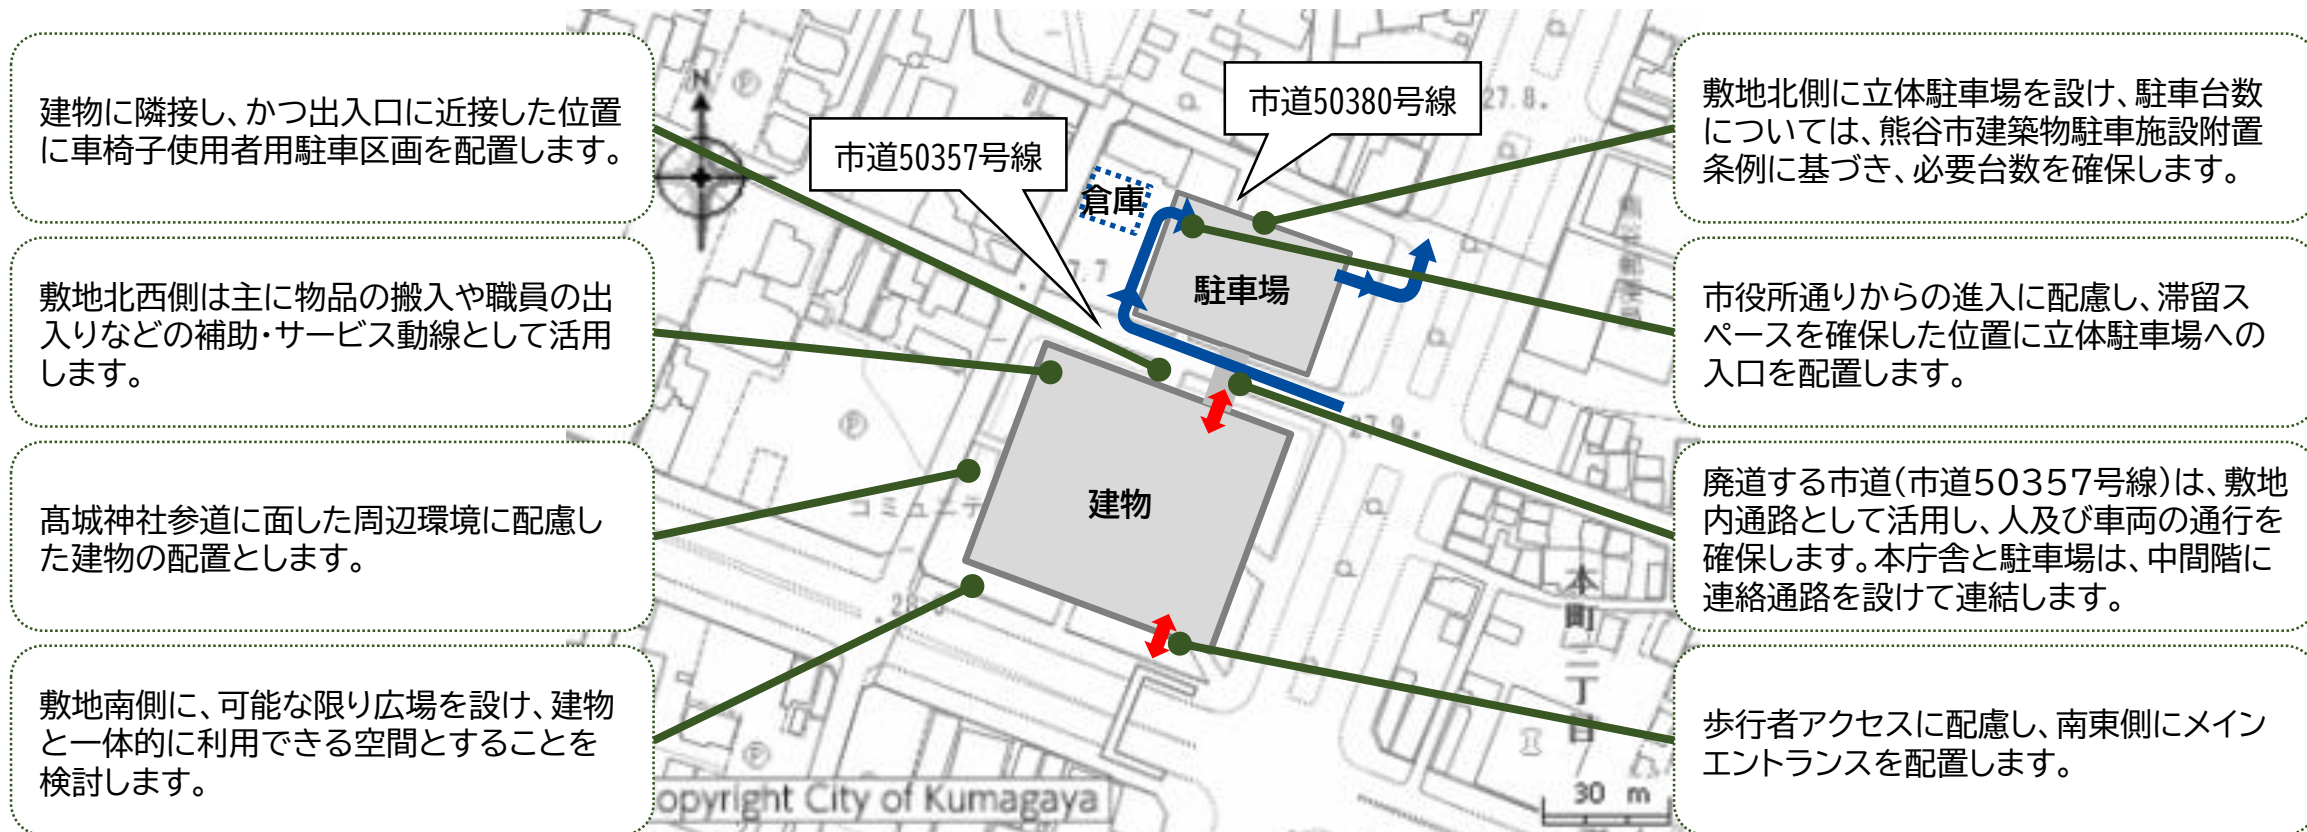 建物に隣接し、かつ出入口に近接した位置
に車椅子使用者用駐車区画を配置します。
敷地北西側は主に物品の搬入や職員の出
入りなどの補助・サービス動線として活用
します。
髙城神社参道に面した周辺環境に配慮し
た建物の配置とします。
敷地南側に、可能な限り広場を設け、建物
と一体的に利用できる空間とすることを
検討します。
N
市道50357号線
市道50380号線
倉庫
駐車場
建物
27.8.
7.7
27.9.
コミュニテ
本町二丁目
opyright City of Kumagaya
30 m
敷地北側に立体駐車場を設け、駐車台数
については、熊谷市建築物駐車施設附置
条例に基づき、必要台数を確保します。
市役所通りからの進入に配慮し、滞留ス
ペースを確保した位置に立体駐車場への
入口を配置します。
廃道する市道(市道50357号線)は、敷地
内通路として活用し、人及び車両の通行を
確保します。本庁舎と駐車場は、中間階に
連絡通路を設けて連結します。
歩行者アクセスに配慮し、南東側にメイン
エントランスを配置します。